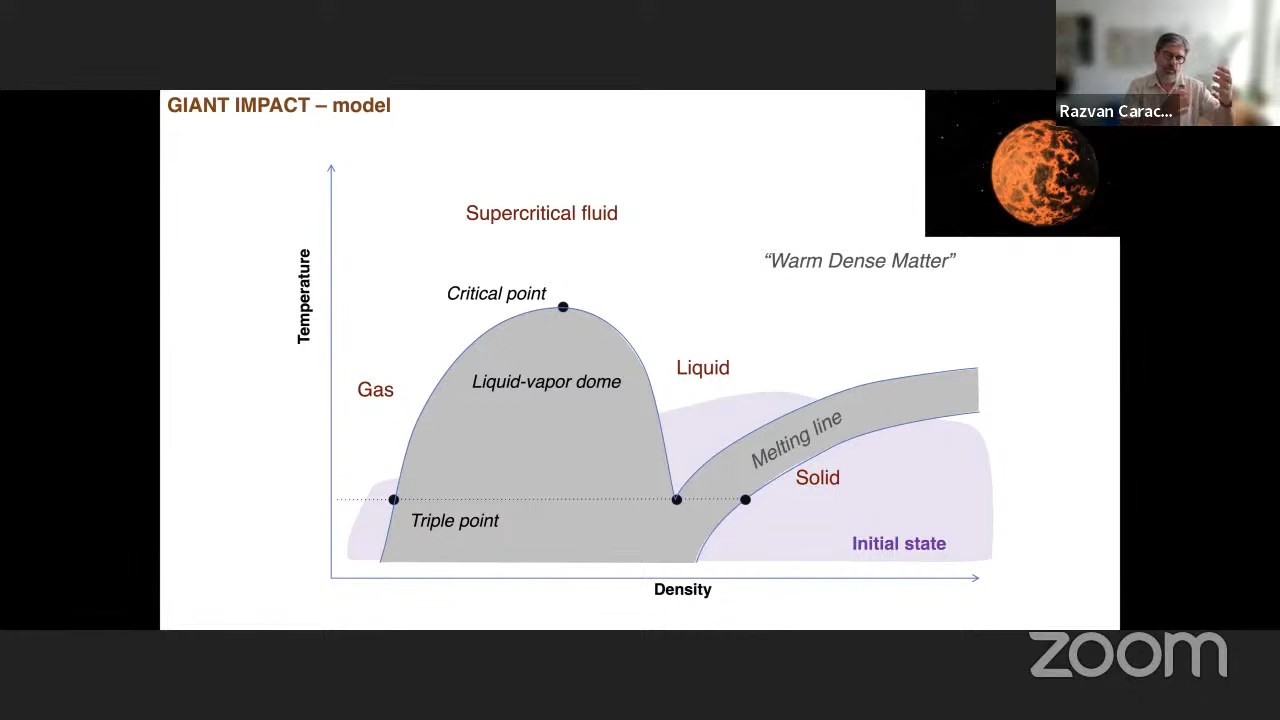 GIANT IMPACT – model
Razvan Carac...
Supercritical fluid
“Warm Dense Matter”
Temperature
Critical point
Liquid
Liquid-vapor dome
Gas
Melting line
Solid
Triple point
Initial state
Density
zoom